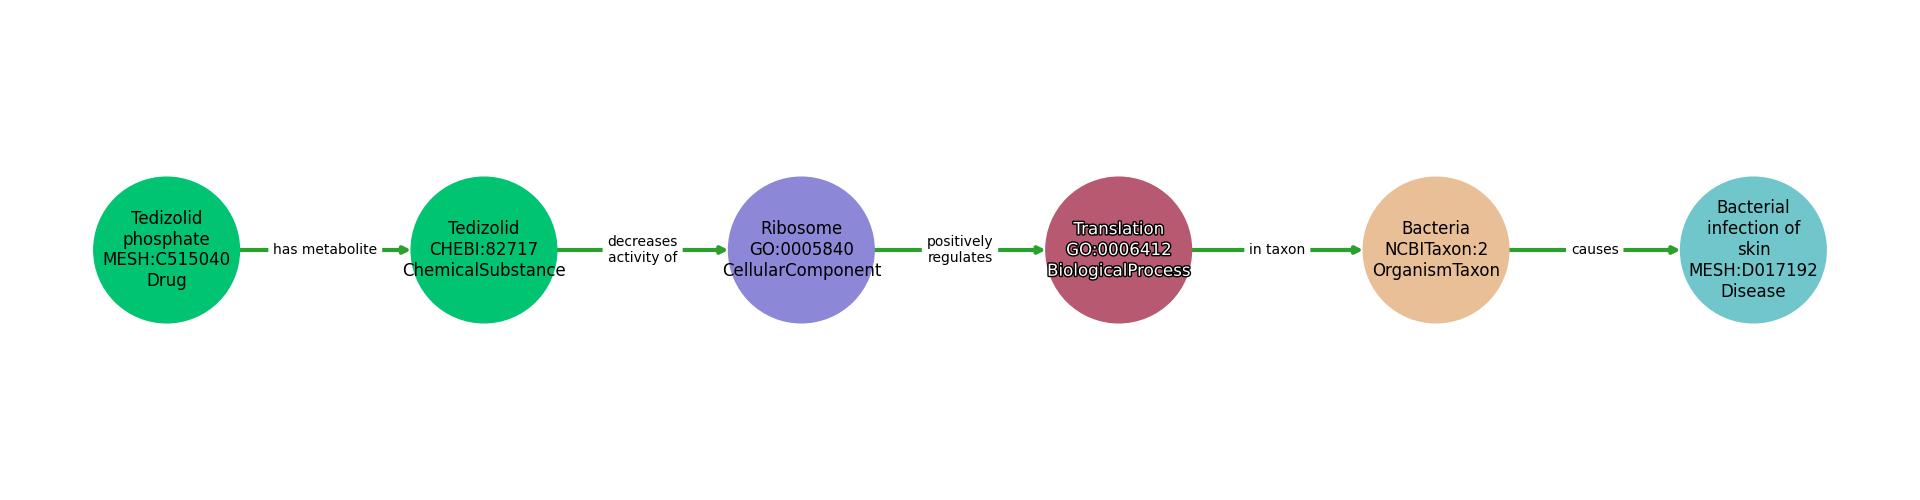 Tedizolid
phosphate
MESH:C515040
Drug
has metabolite
Tedizolid
CHEBI:82717
ChemicalSubstance
decreases
activity of
Ribosome
GO:0005840
CellularComponent
positively
regulates
Translation
GO:0006412
BiologicalProcess
in taxon
Bacteria
NCBITaxon:2
OrganismTaxon
causes
Bacterial
infection of
skin
MESH:D017192
Disease